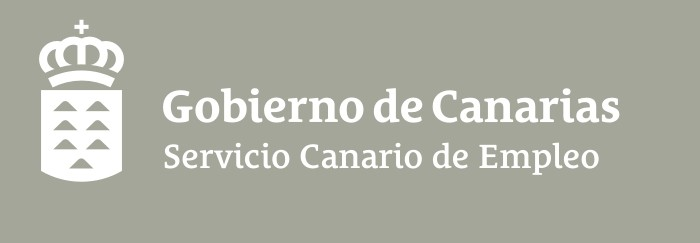 Gobierno de Canarias
Servicio Canario de Empleo